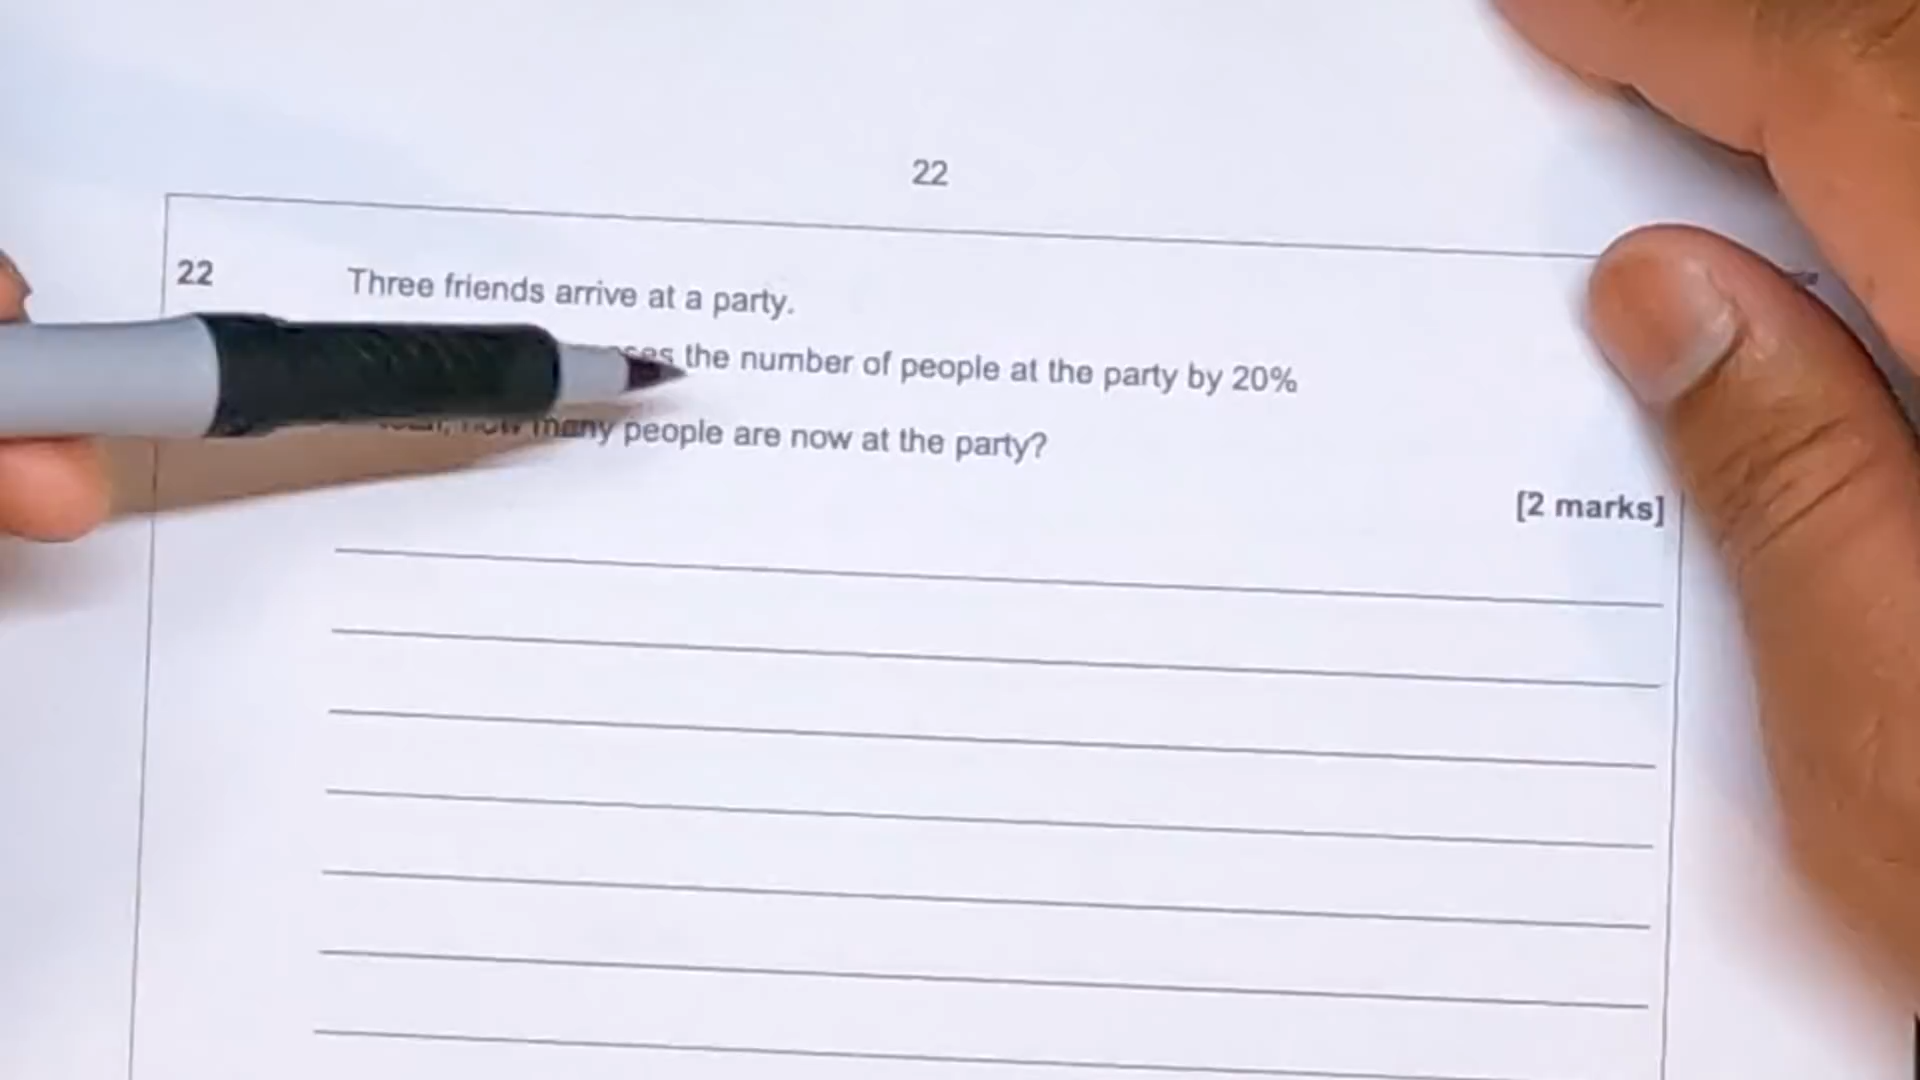 22
22 Three friends arrive at a party.
the number of people at the party by 20%
many people are now at the party?
[2 marks]